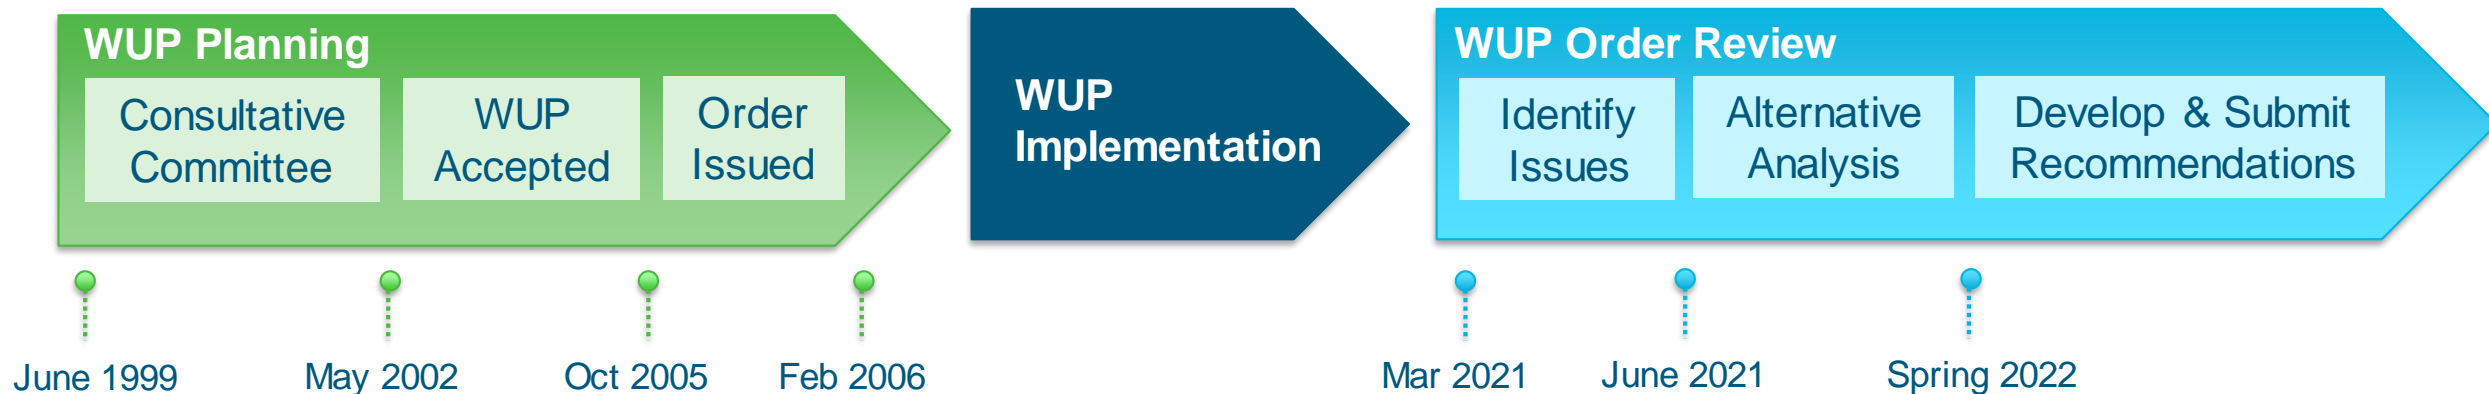 WUP Planning
Consultative
Committee
WUP
Accepted
Order
Issued
WUP
Implementation
WUP Order Review
Identify
Issues
Alternative
Analysis
Develop & Submit
Recommendations
June 1999
May 2002
Oct 2005
Feb 2006
Mar 2021
June 2021
Spring 2022